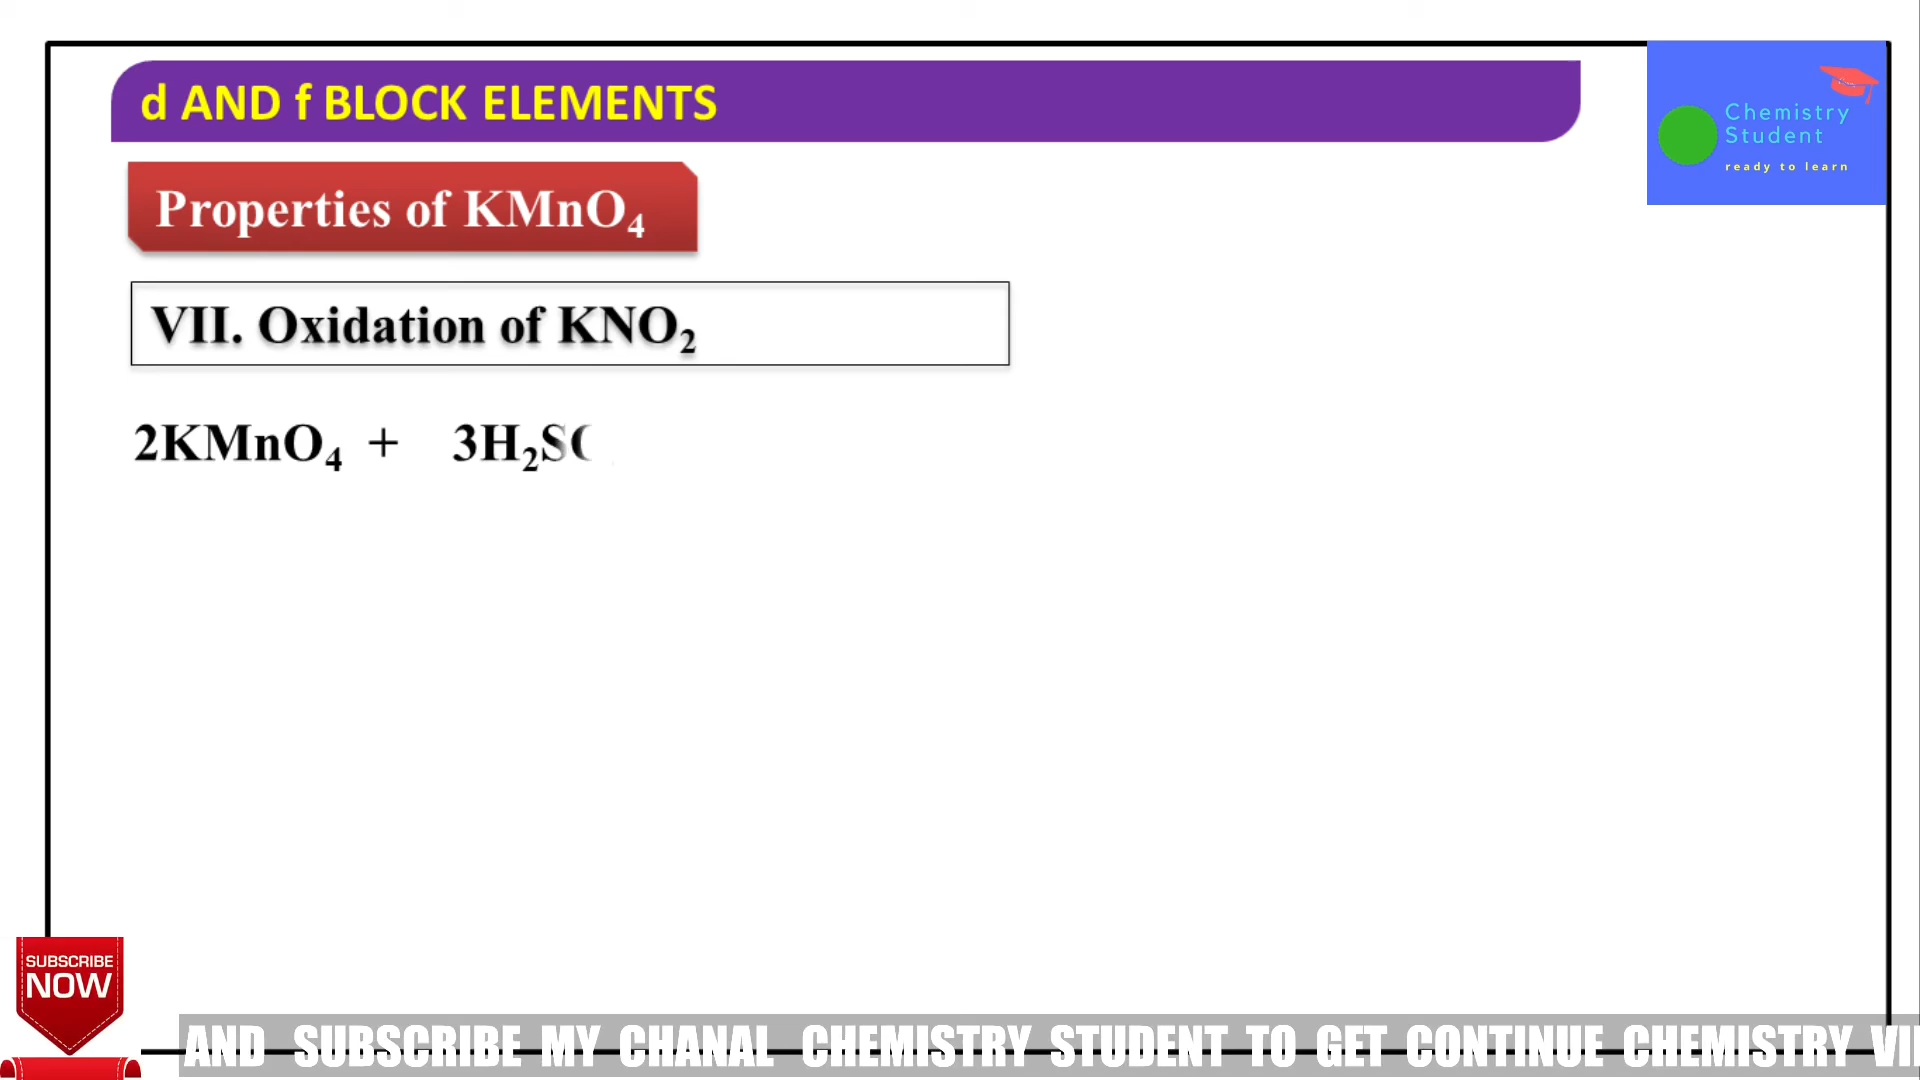 d AND f BLOCK ELEMENTS
Chemistry
Student
ready to learn
Properties of KMnO₄
VII. Oxidation of KNO₂
2KMnO₄ + 3H₂S
SUBSCRIBE
NOW
AND SUBSCRIBE MY CHANAL CHEMISTRY STUDENT TO GET CONTINUE CHEMISTRY